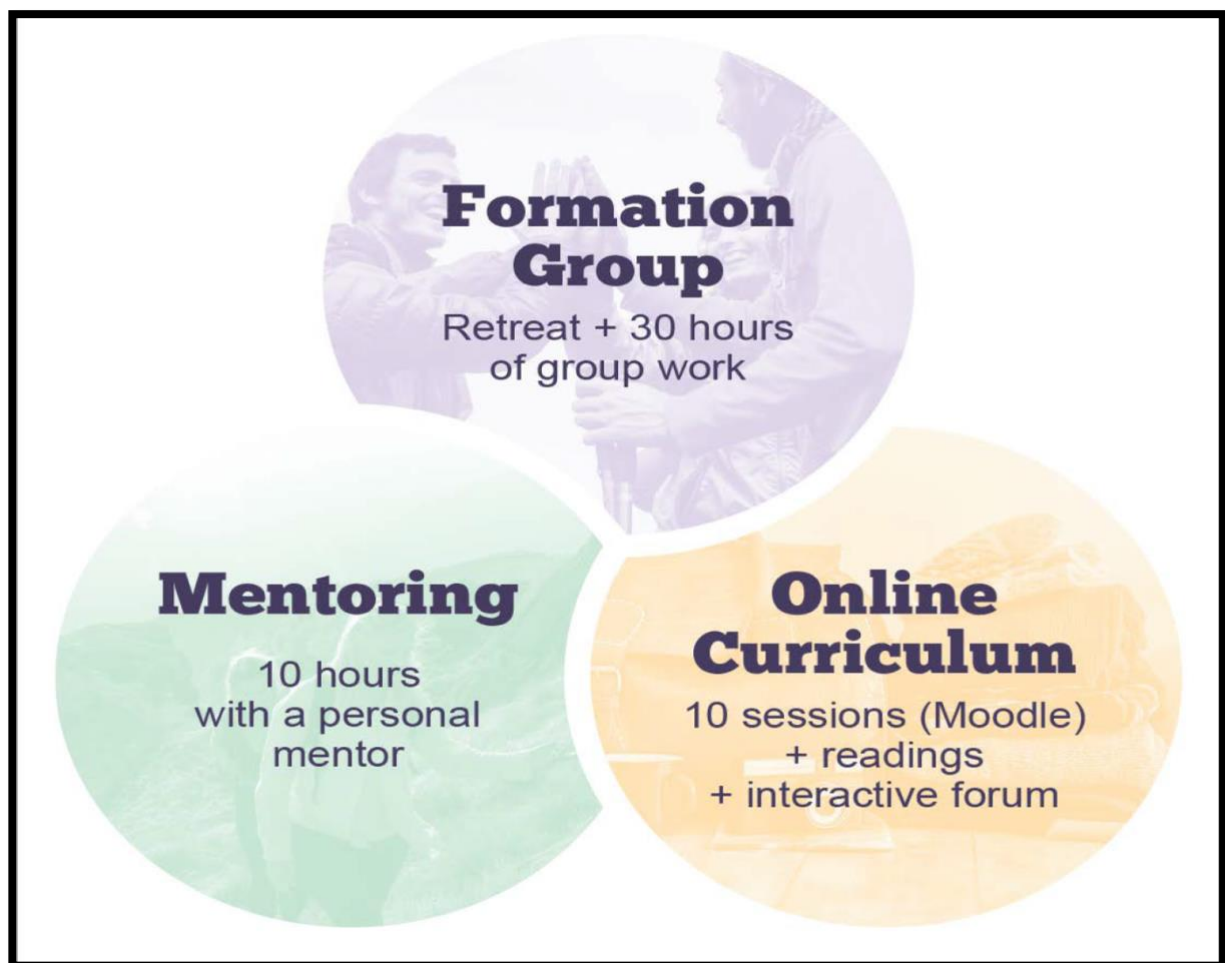 Formation
Group
Retreat + 30 hours
of group work
Mentoring
10 hours
with a personal
mentor
Online
Curriculum
10 sessions (Moodle)
+ readings
+ interactive forum